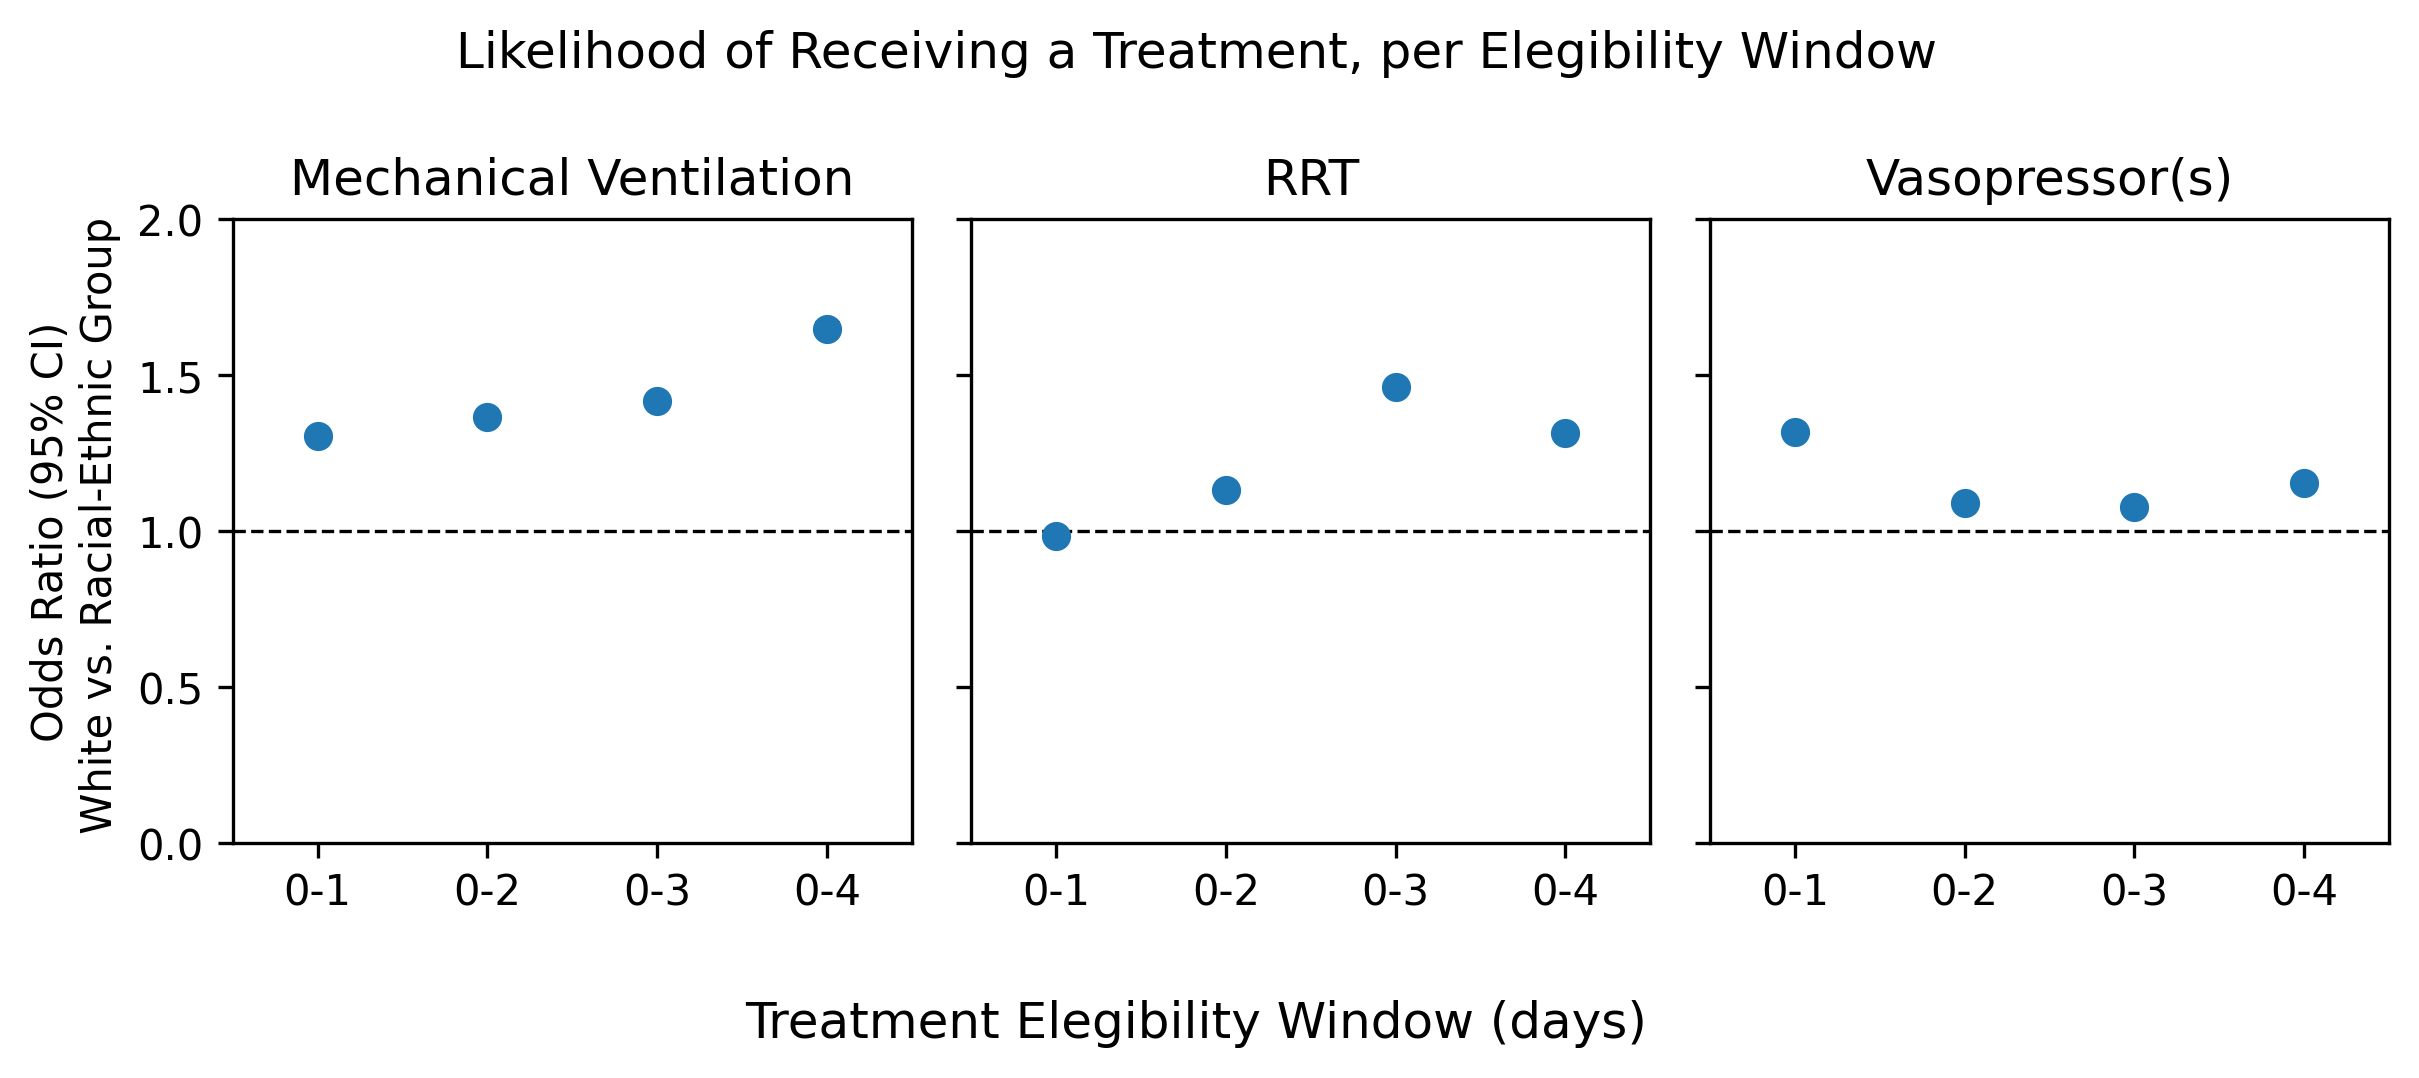 Likelihood of Receiving a Treatment, per Elegibility Window
Odds Ratio (95% CI)
White vs. Racial-Ethnic Group
Mechanical Ventilation
2.0
1.5
1.0
0.5
0.0
0-1 0-2 0-3 0-4
RRT
0-1 0-2 0-3 0-4
Vasopressor(s)
0-1 0-2 0-3 0-4
Treatment Elegibility Window (days)